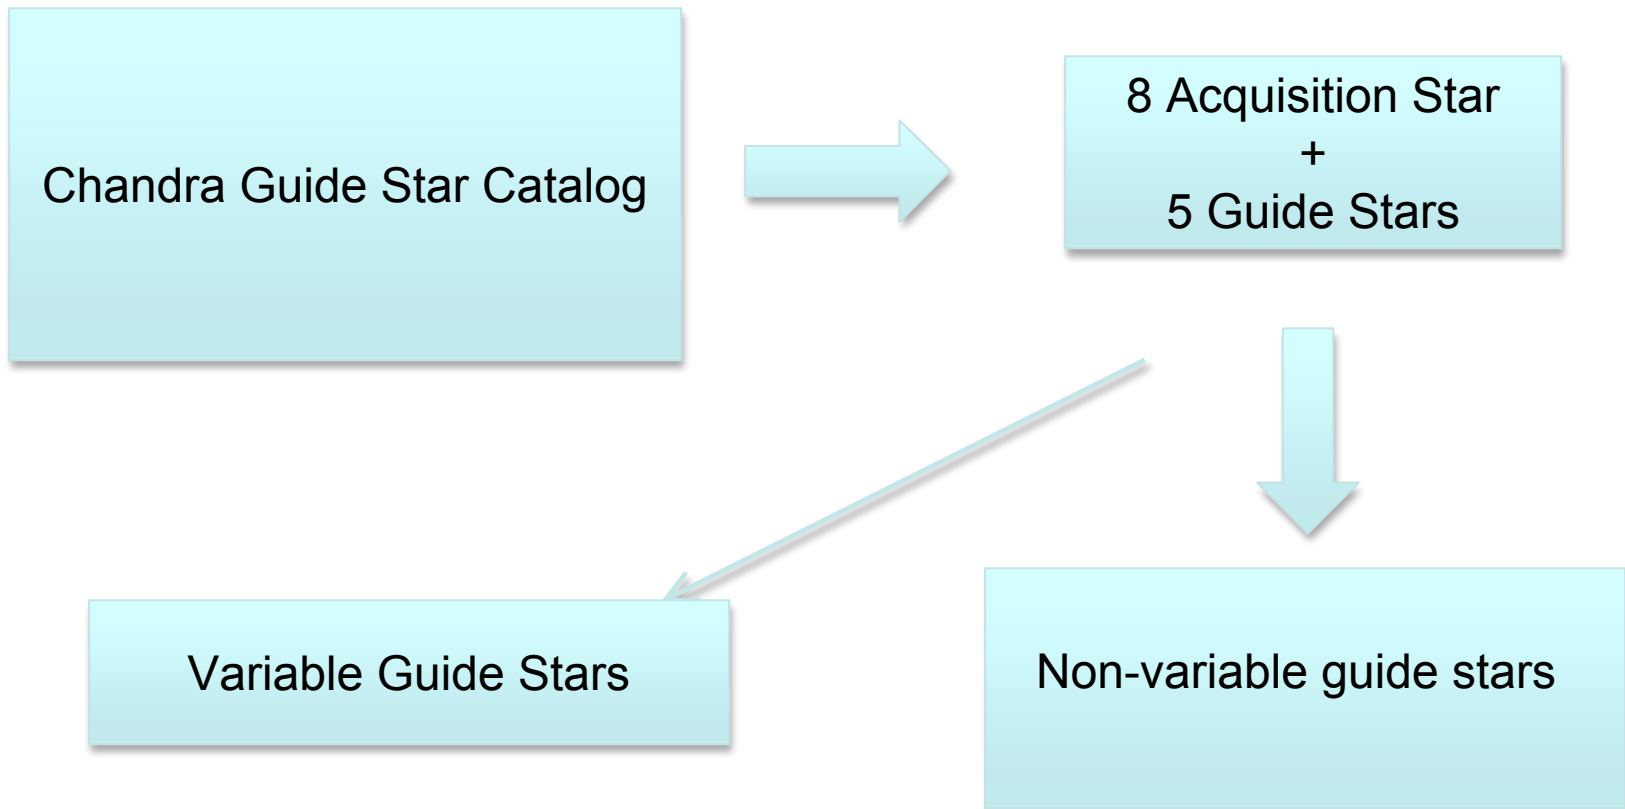 Chandra Guide Star Catalog
8 Acquisition Star
+
5 Guide Stars
Variable Guide Stars
Non-variable guide stars